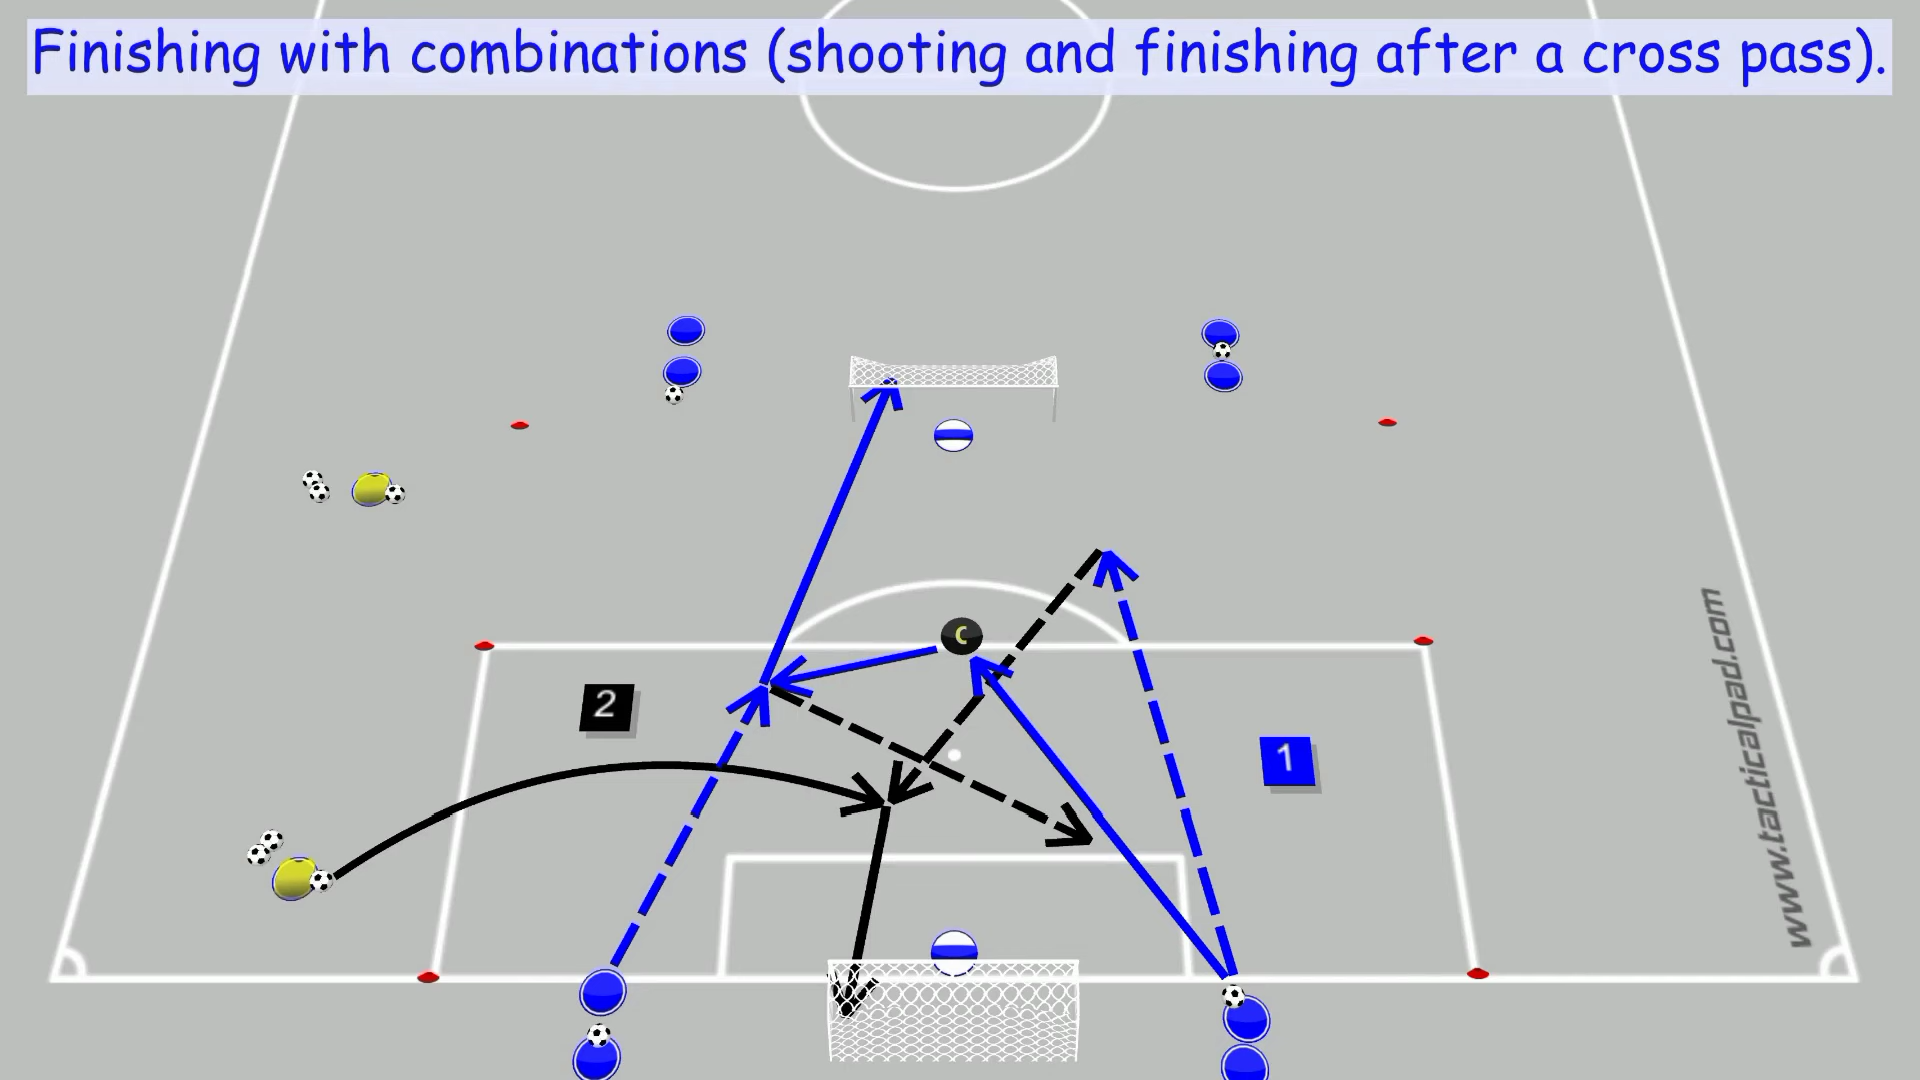 Finishing with combinations (shooting and finishing after a cross pass).
C
2
1
www.tacticalpad.com